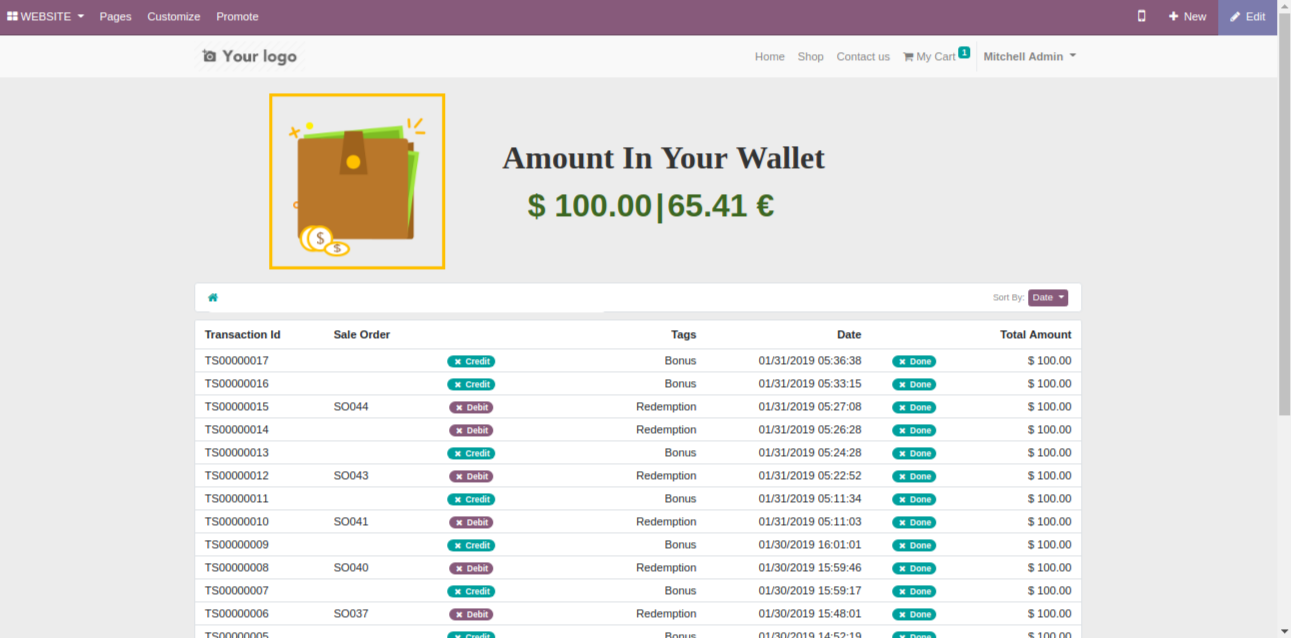 WEBSITE Pages Customize Promote New Edit
Your logo Home Shop Contact us My Cart 1 Mitchell Admin
Amount In Your Wallet
$ 100.00|65.41 €
$ $
Sort By: Date
Transaction Id Sale Order Tags Date Total Amount
TS00000017 Credit Bonus 01/31/2019 05:36:38 Done $ 100.00
TS00000016 Credit Bonus 01/31/2019 05:33:15 Done $ 100.00
TS00000015 SO044 Debit Redemption 01/31/2019 05:27:08 Done $ 100.00
TS00000014 Debit Redemption 01/31/2019 05:26:28 Done $ 100.00
TS00000013 Credit Bonus 01/31/2019 05:24:28 Done $ 100.00
TS00000012 SO043 Debit Redemption 01/31/2019 05:22:52 Done $ 100.00
TS00000011 Credit Bonus 01/31/2019 05:11:34 Done $ 100.00
TS00000010 SO041 Debit Redemption 01/31/2019 05:11:03 Done $ 100.00
TS00000009 Credit Bonus 01/30/2019 16:01:01 Done $ 100.00
TS00000008 SO040 Debit Redemption 01/30/2019 15:59:46 Done $ 100.00
TS00000007 Credit Bonus 01/30/2019 15:59:17 Done $ 100.00
TS00000006 SO037 Debit Redemption 01/30/2019 15:48:01 Done $ 100.00
TS00000005 Credit Bonus 01/30/2019 14:52:19 Done $ 100.00